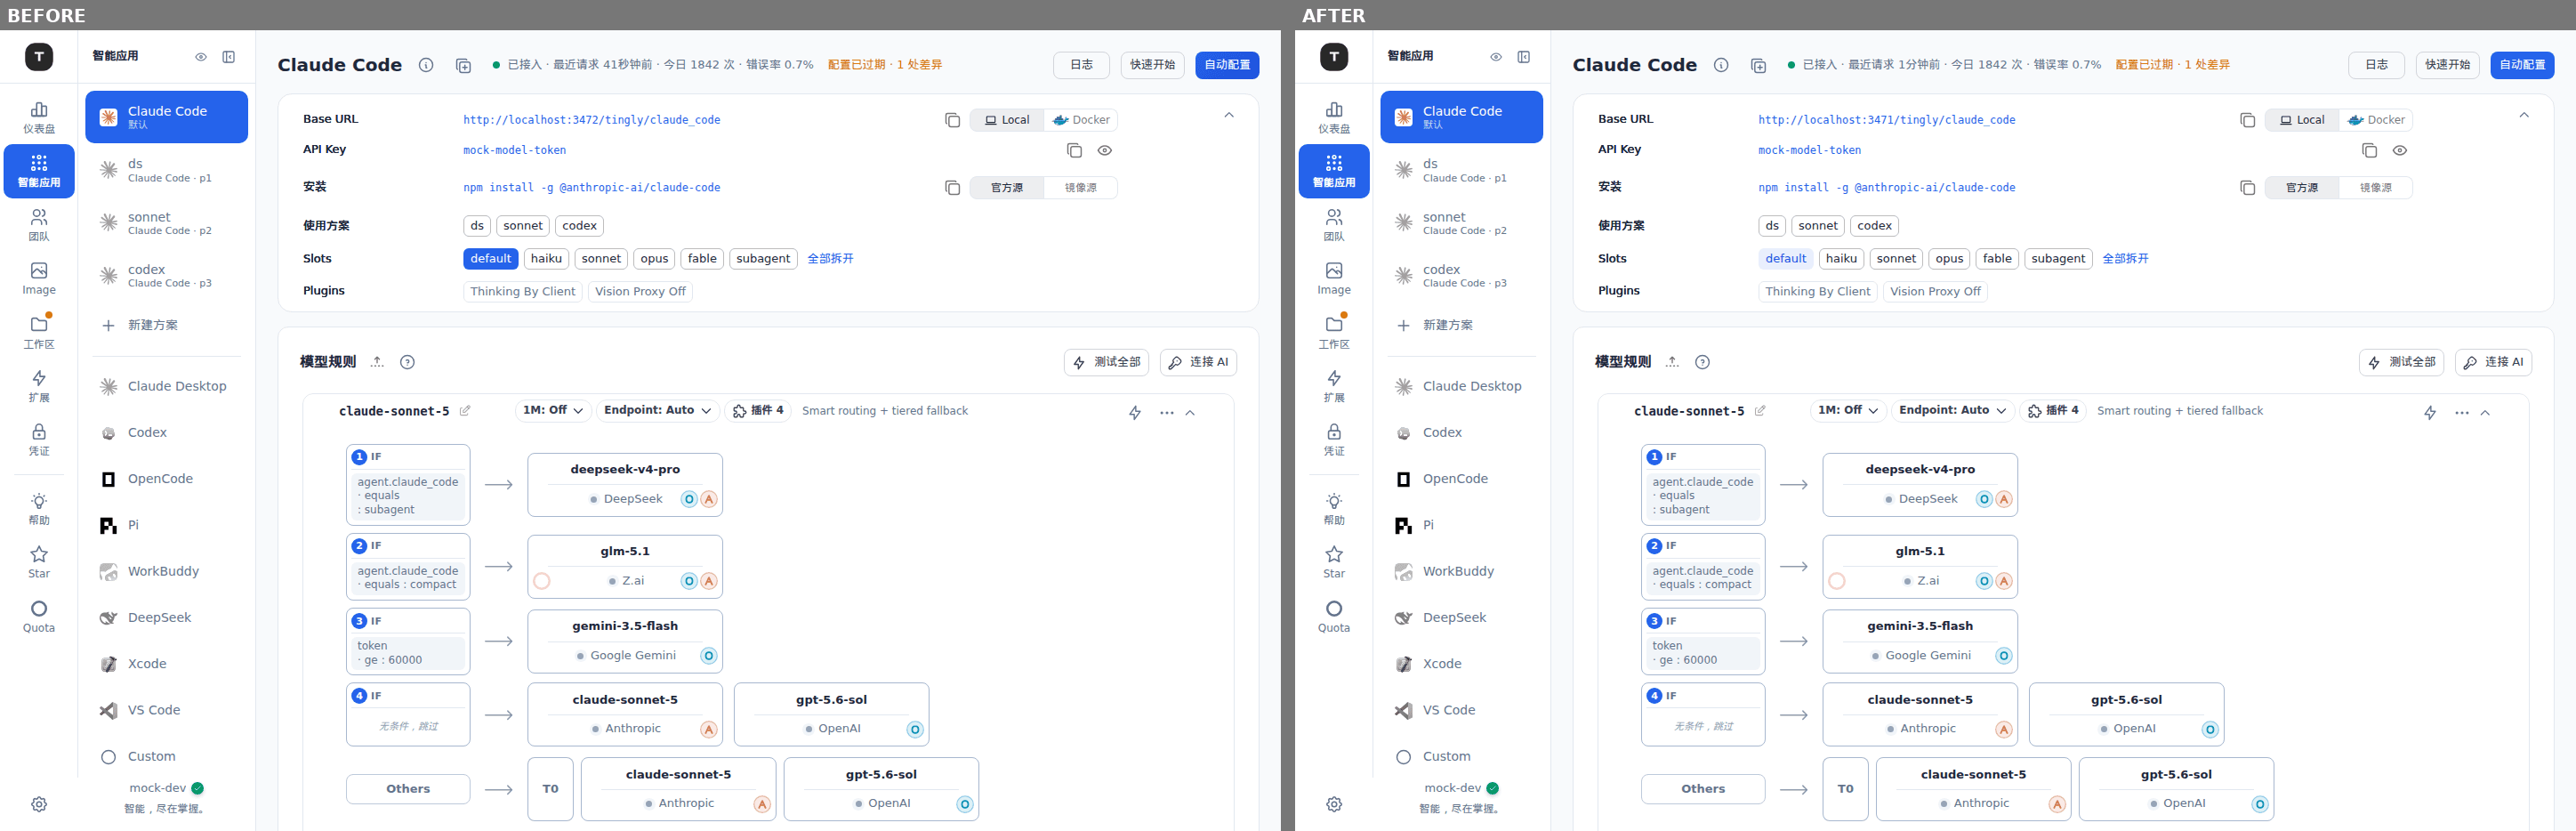 BEFORE
T
智能应用
仪表盘
智能应用
团队
Image
工作区
扩展
凭证
帮助
Star
Quota
Claude Code
默认
ds
Claude Code · p1
sonnet
Claude Code · p2
codex
Claude Code · p3
新建方案
Claude Desktop
Codex
OpenCode
Pi
WorkBuddy
DeepSeek
Xcode
VS Code
Custom
mock-dev
智能，尽在掌握。
Claude Code
已接入 · 最近请求 41秒钟前 · 今日 1842 次 · 错误率 0.7% 配置已过期 · 1 处差异
日志 快速开始 自动配置
Base URL http://localhost:3472/tingly/claude_code Local Docker
API Key mock-model-token
安装 npm install -g @anthropic-ai/claude-code 官方源 镜像源
使用方案 ds sonnet codex
Slots default haiku sonnet opus fable subagent 全部拆开
Plugins Thinking By Client Vision Proxy Off
模型规则 测试全部 连接 AI
claude-sonnet-5 1M: Off Endpoint: Auto 插件 4 Smart routing + tiered fallback
1 IF
agent.claude_code
· equals
: subagent
deepseek-v4-pro
DeepSeek O A
2 IF
agent.claude_code
· equals : compact
glm-5.1
Z.ai O A
3 IF
token
· ge : 60000
gemini-3.5-flash
Google Gemini O
4 IF
无条件，跳过
claude-sonnet-5
Anthropic A
gpt-5.6-sol
OpenAI O
Others
T0
claude-sonnet-5
Anthropic A
gpt-5.6-sol
OpenAI O
AFTER
T
智能应用
仪表盘
智能应用
团队
Image
工作区
扩展
凭证
帮助
Star
Quota
Claude Code
默认
ds
Claude Code · p1
sonnet
Claude Code · p2
codex
Claude Code · p3
新建方案
Claude Desktop
Codex
OpenCode
Pi
WorkBuddy
DeepSeek
Xcode
VS Code
Custom
mock-dev
智能，尽在掌握。
Claude Code
已接入 · 最近请求 1分钟前 · 今日 1842 次 · 错误率 0.7% 配置已过期 · 1 处差异
日志 快速开始 自动配置
Base URL http://localhost:3471/tingly/claude_code Local Docker
API Key mock-model-token
安装 npm install -g @anthropic-ai/claude-code 官方源 镜像源
使用方案 ds sonnet codex
Slots default haiku sonnet opus fable subagent 全部拆开
Plugins Thinking By Client Vision Proxy Off
模型规则 测试全部 连接 AI
claude-sonnet-5 1M: Off Endpoint: Auto 插件 4 Smart routing + tiered fallback
1 IF
agent.claude_code
· equals
: subagent
deepseek-v4-pro
DeepSeek O A
2 IF
agent.claude_code
· equals : compact
glm-5.1
Z.ai O A
3 IF
token
· ge : 60000
gemini-3.5-flash
Google Gemini O
4 IF
无条件，跳过
claude-sonnet-5
Anthropic A
gpt-5.6-sol
OpenAI O
Others
T0
claude-sonnet-5
Anthropic A
gpt-5.6-sol
OpenAI O